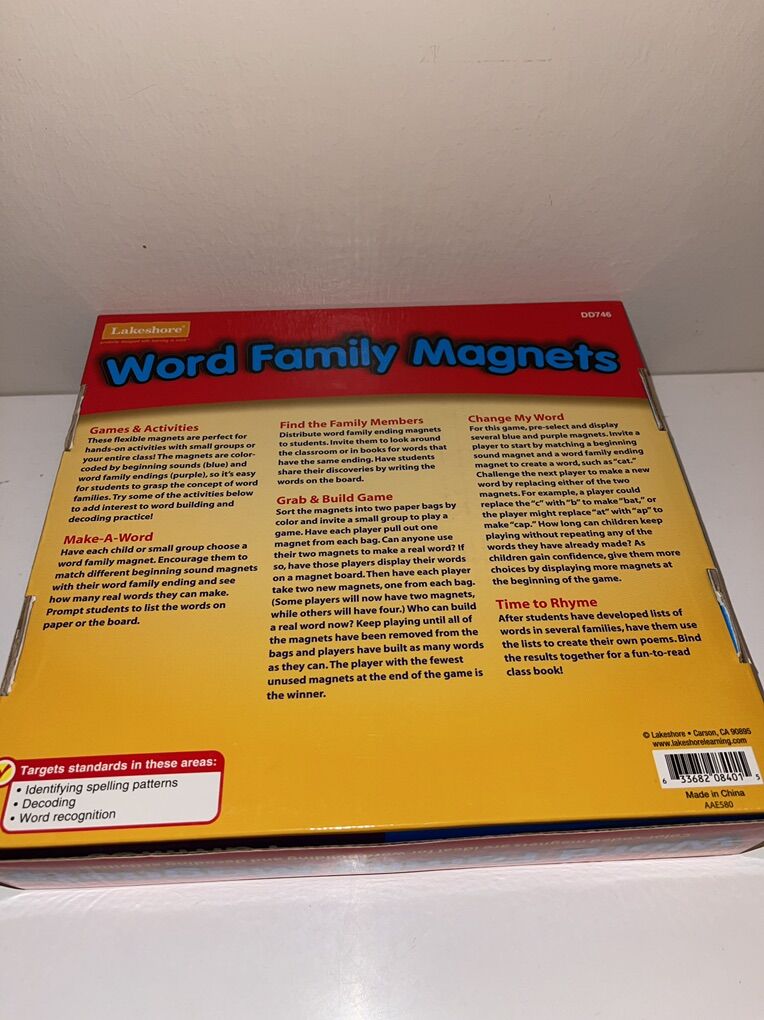 DD746
Lakeshore®
Word Family Magnets
Games & Activities
These flexible magnets are perfect for
hands-on activities with small groups or
your entire class! The magnets are color-
coded by beginning sounds (blue) and
word family endings (purple), so it's easy
for students to grasp the concept of word
families. Try some of the activities below
to add interest to word building and
decoding practice!
Make-A-Word
Have each child or small group choose a
word family magnet. Encourage them to
match different beginning sound magnets
with their word family ending and see
how many real words they can make.
Prompt students to list the words on
paper or the board.
Find the Family Members
Distribute word family ending magnets
to students. Invite them to look around
the classroom or in books for words that
have the same ending. Have students
share their discoveries by writing the
words on the board.
Grab & Build Game
Sort the magnets into two paper bags by
color and invite a small group to play a
game. Have each player pull out one
magnet from each bag. Can anyone use
their two magnets to make a real word? If
so, have those players display their words
on a magnet board. Then have each player
take two new magnets, one from each bag.
(Some players will now have two magnets,
while others will have four.) Who can build
a real word now? Keep playing until all of
the magnets have been removed from the
bags and players have built as many words
as they can. The player with the fewest
unused magnets at the end of the game is
the winner.
Change My Word
For this game, pre-select and display
several blue and purple magnets. Invite a
player to start by matching a beginning
sound magnet and a word family ending
magnet to create a word, such as "cat."
Challenge the next player to make a new
word by replacing either of the two
magnets. For example, a player could
replace the "c" with "b" to make "bat," or
the player might replace "at" with "ap" to
make "cap." How long can children keep
playing without repeating any of the
words they have already made? As
children gain confidence, give them more
choices by displaying more magnets at
the beginning of the game.
Time to Rhyme
After students have developed lists of
words in several families, have them use
the lists to create their own poems. Bind
the results together for a fun-to-read
class book!
Targets standards in these areas:
• Identifying spelling patterns
• Decoding
• Word recognition
© Lakeshore • Carson, CA 90895
www.lakeshorelearning.com
6 33682 08401 5
Made in China
AAE580